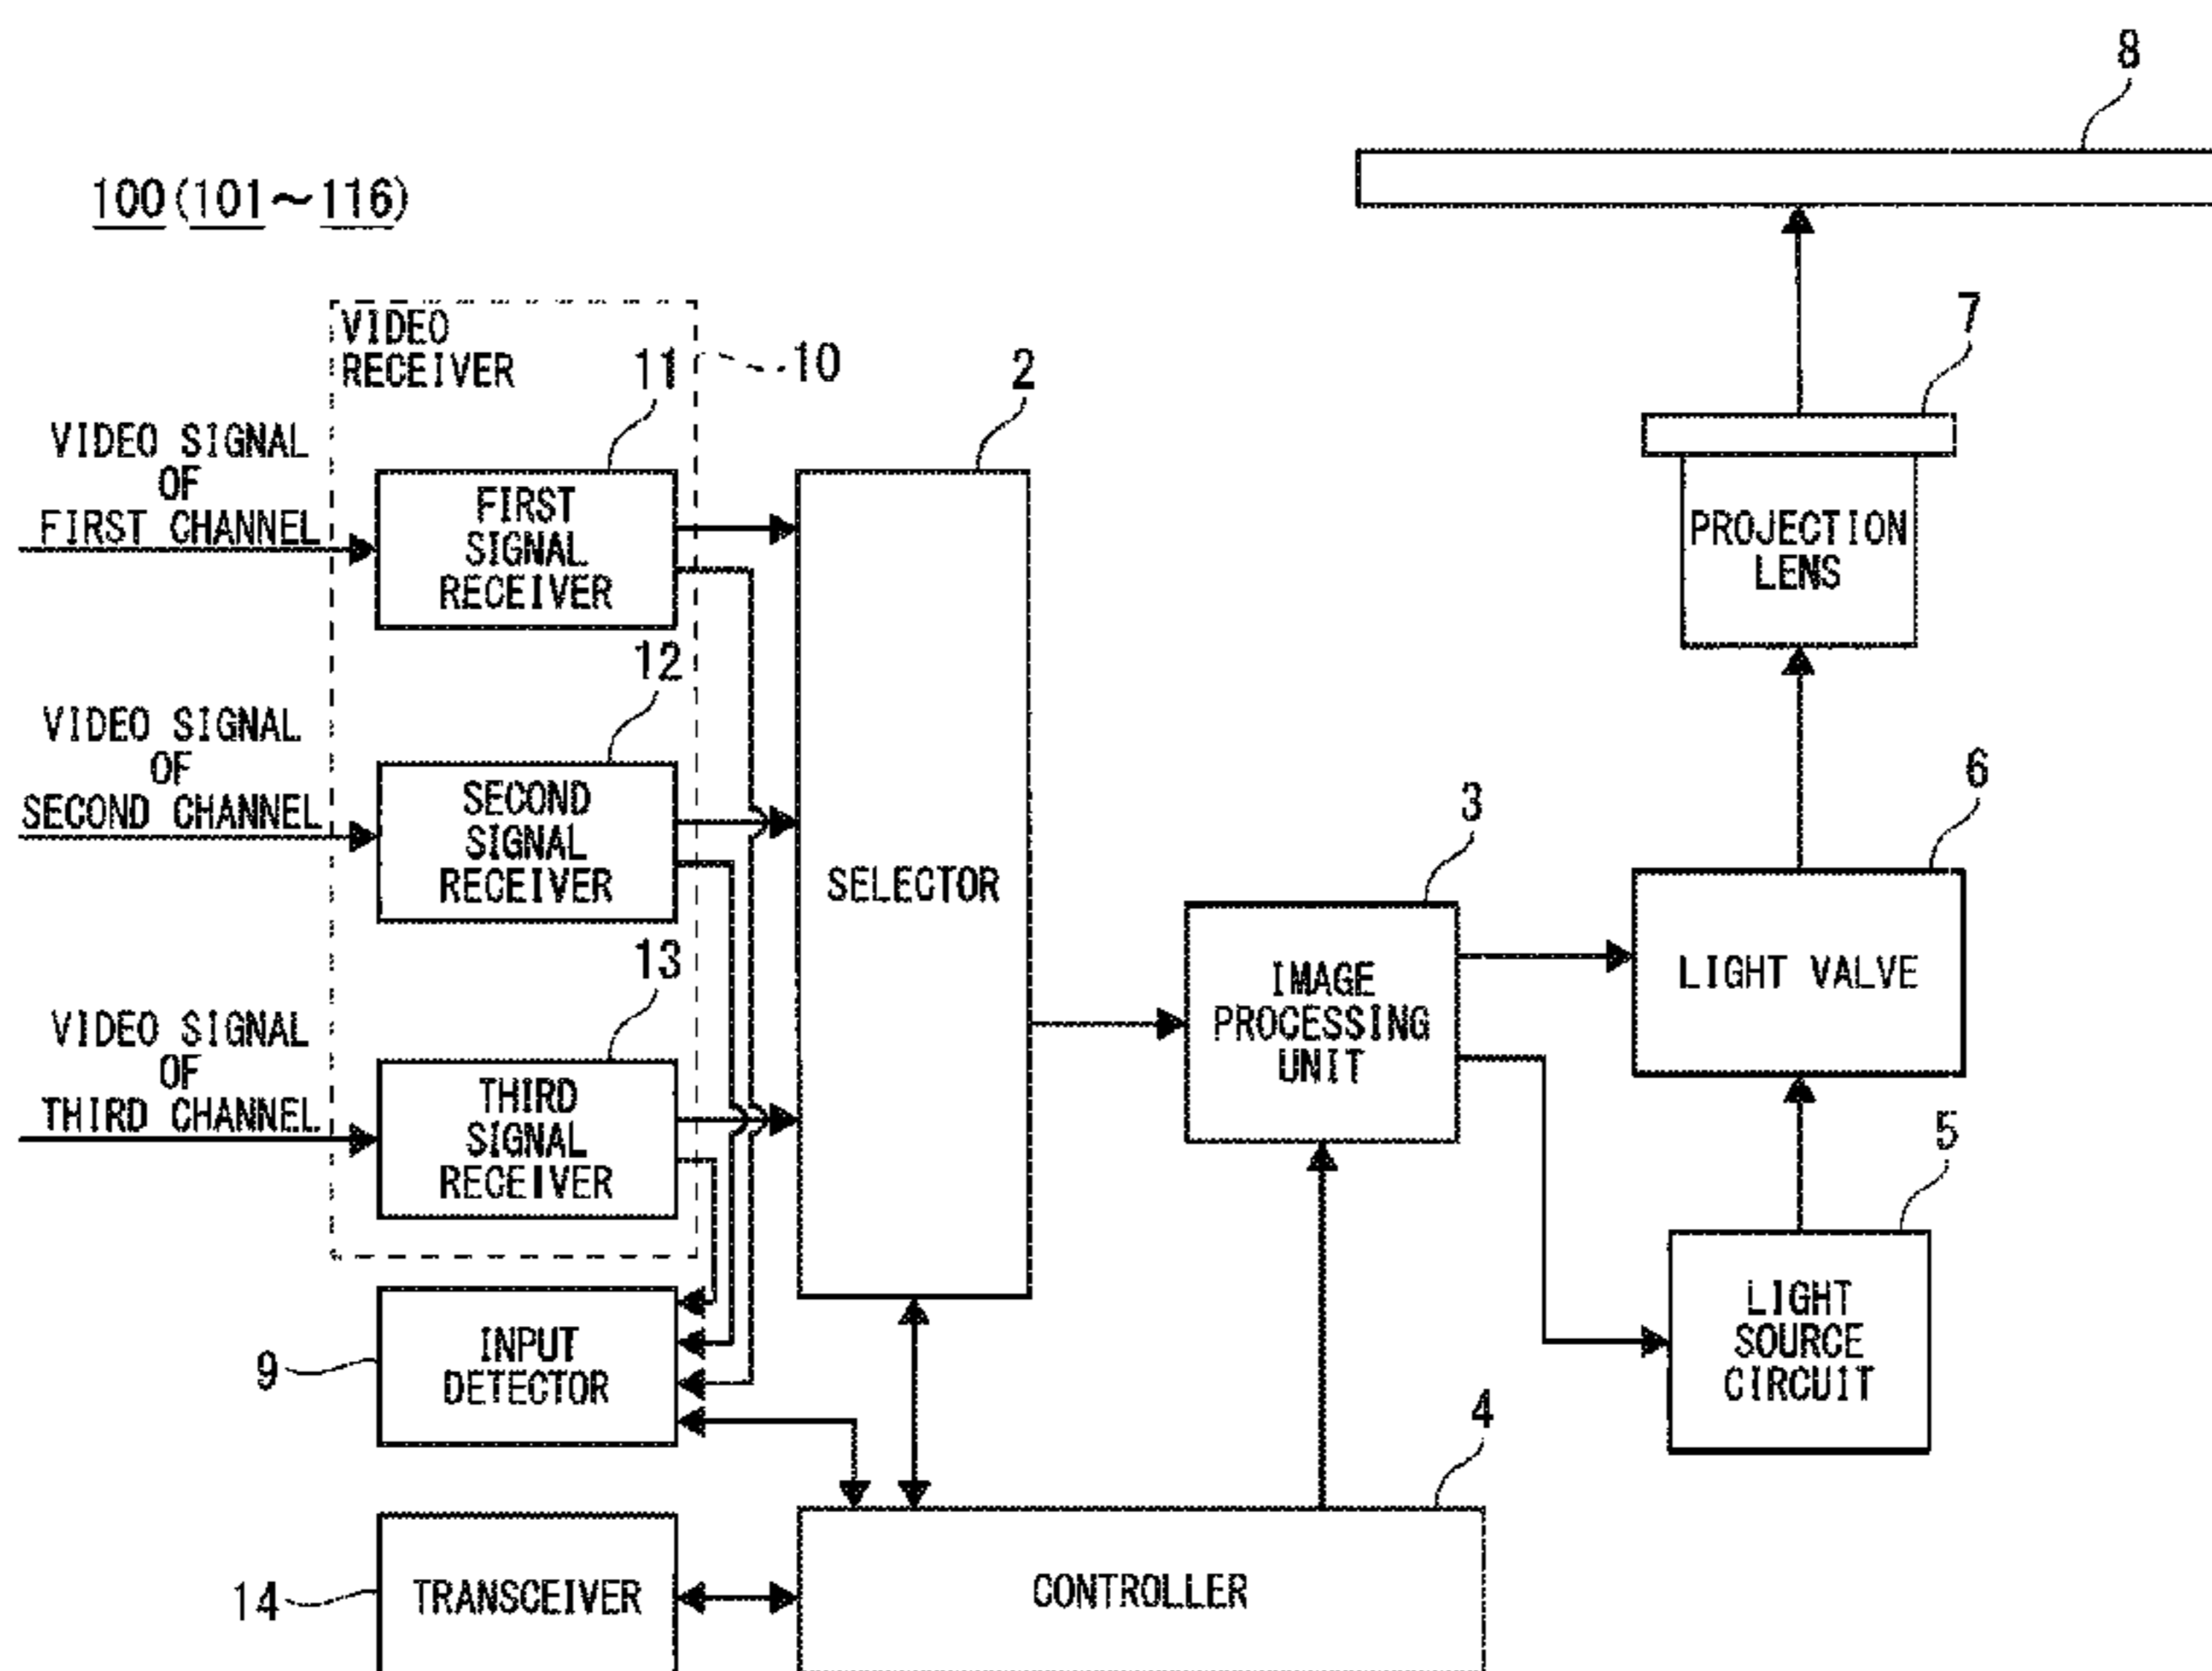 8
100(101~116)
VIDEO
RECEIVER
10
11
2
7
VIDEO SIGNAL
OF
FIRST CHANNEL
FIRST
SIGNAL
RECEIVER
PROJECTION
LENS
12
VIDEO SIGNAL
OF
SECOND CHANNEL
SECOND
SIGNAL
RECEIVER
SELECTOR
3
6
13
VIDEO SIGNAL
OF
THIRD CHANNEL
THIRD
SIGNAL
RECEIVER
IMAGE
PROCESSING
UNIT
LIGHT VALVE
5
9
INPUT
DETECTOR
LIGHT
SOURCE
CIRCUIT
4
14
TRANSCEIVER
CONTROLLER